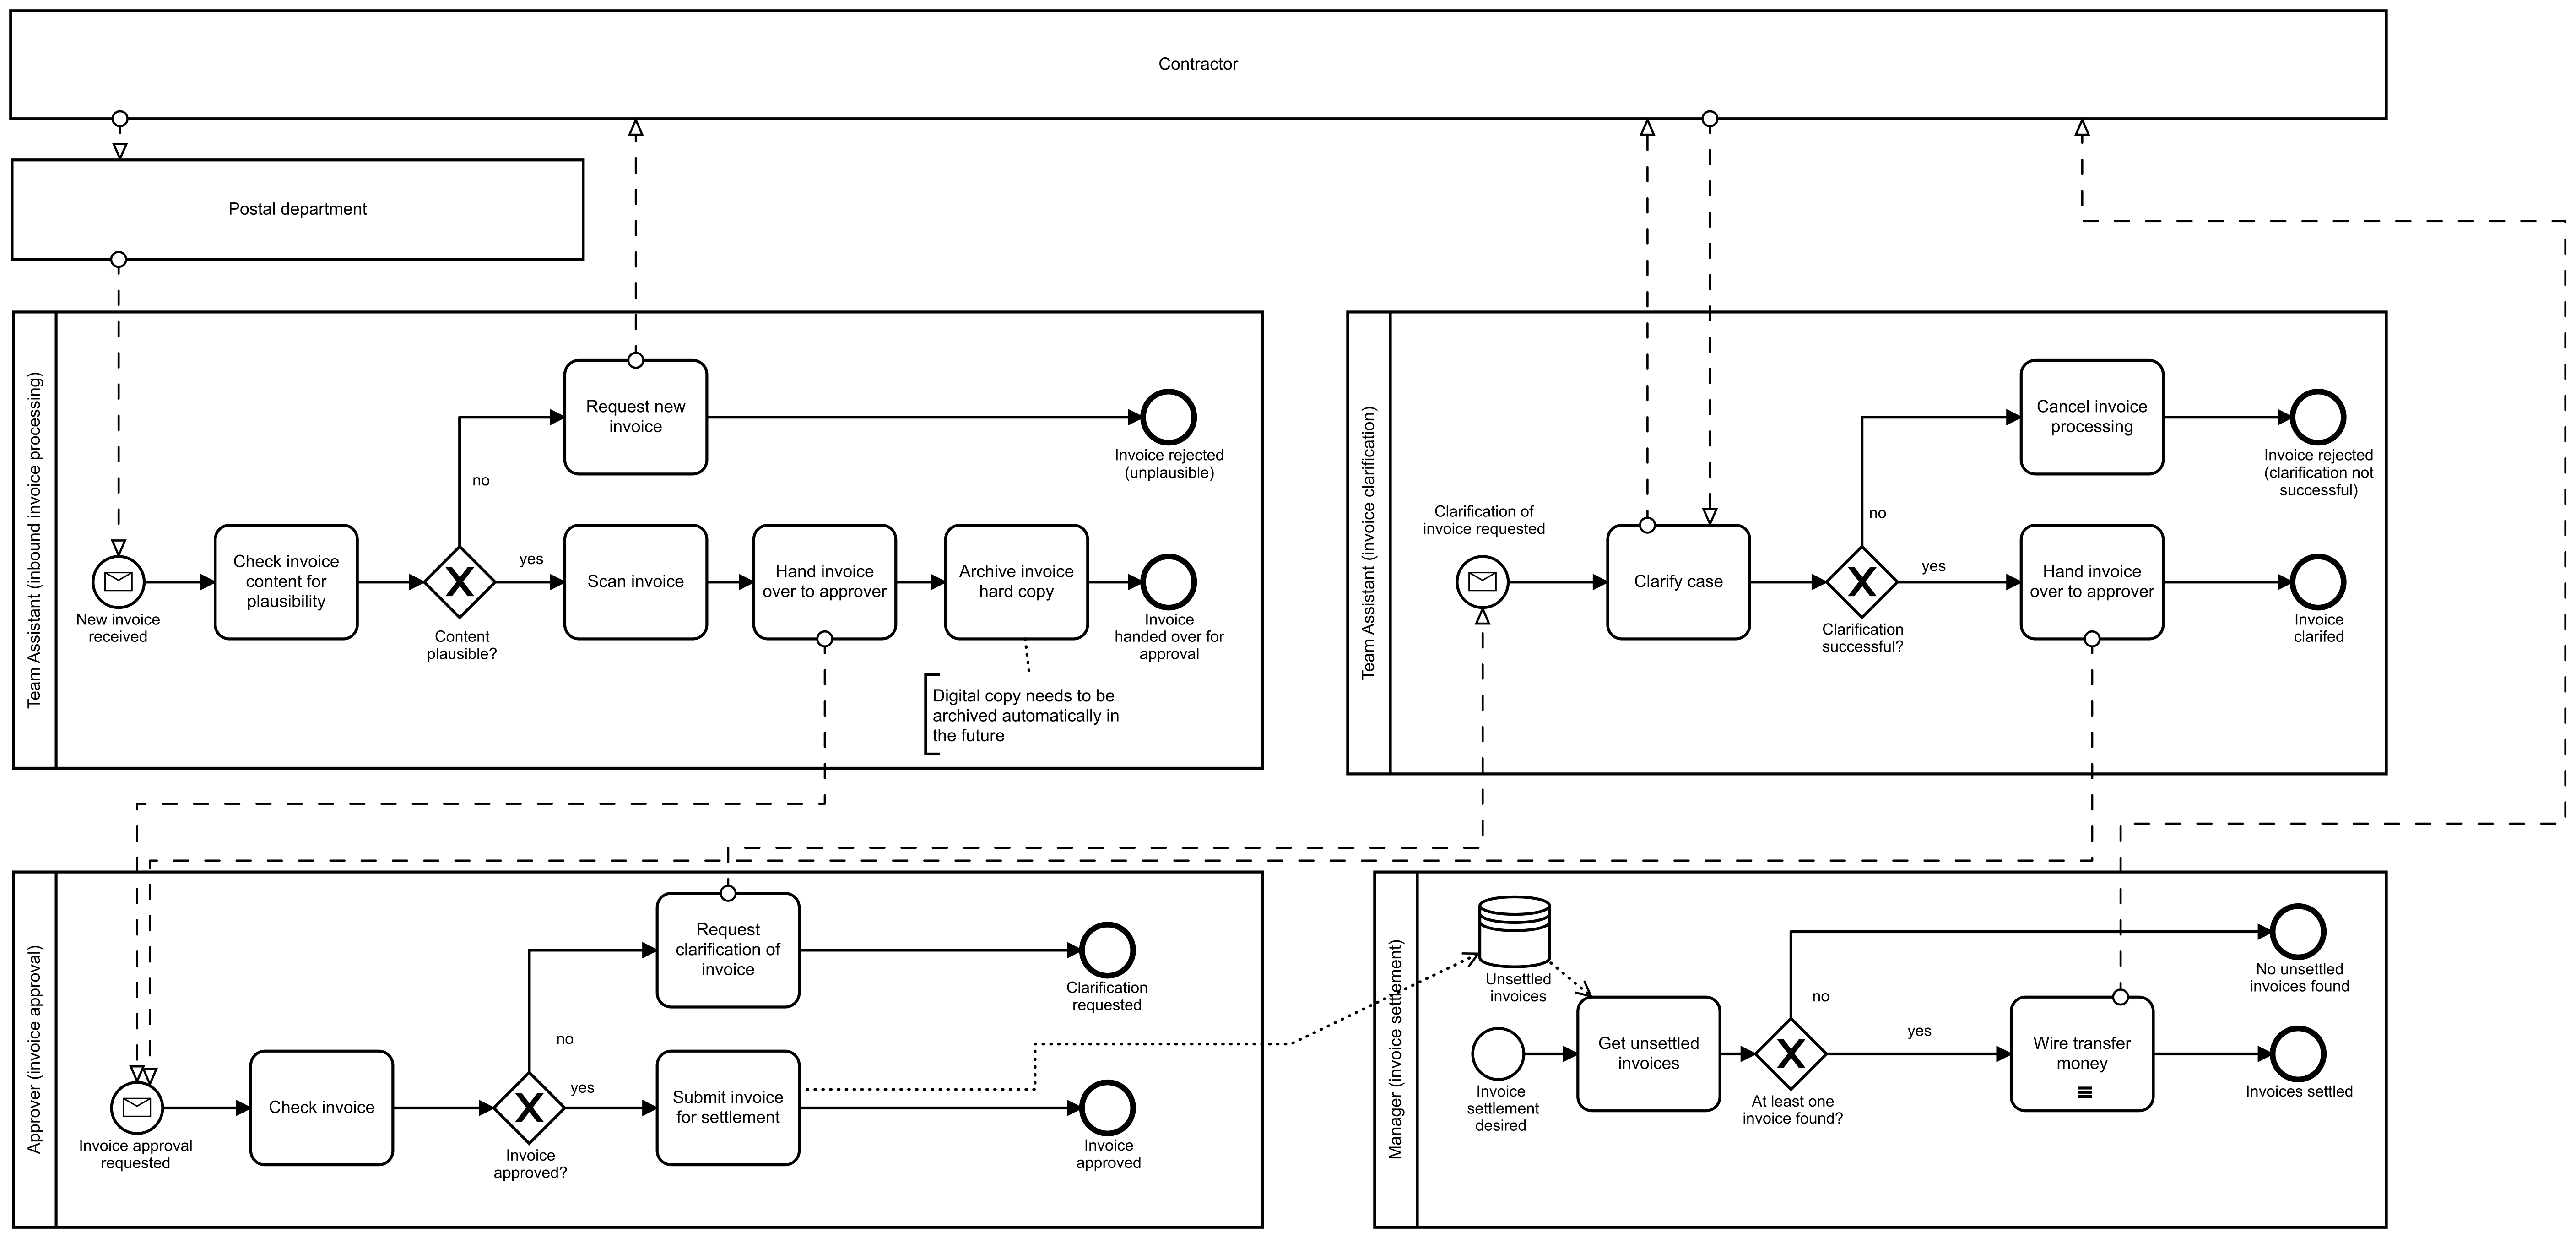 Contractor
Postal department
Team Assistant (inbound invoice processing)
Request new
invoice
Invoice rejected
(unplausible)
no
New invoice
received
Check invoice
content for
plausibility
Content
plausible?
yes
Scan invoice
Hand invoice
over to approver
Archive invoice
hard copy
Invoice
handed over for
approval
Digital copy needs to be
archived automatically in
the future
Team Assistant (invoice clarification)
Clarification of
invoice requested
Clarify case
Clarification
successful?
no
Cancel invoice
processing
Invoice rejected
(clarification not
successful)
yes
Hand invoice
over to approver
Invoice
clarifed
Approver (invoice approval)
Invoice approval
requested
Check invoice
Invoice
approved?
no
Request
clarification of
invoice
Clarification
requested
yes
Submit invoice
for settlement
Invoice
approved
Manager (invoice settlement)
Unsettled
invoices
Invoice
settlement
desired
Get unsettled
invoices
At least one
invoice found?
no
No unsettled
invoices found
yes
Wire transfer
money
Invoices settled